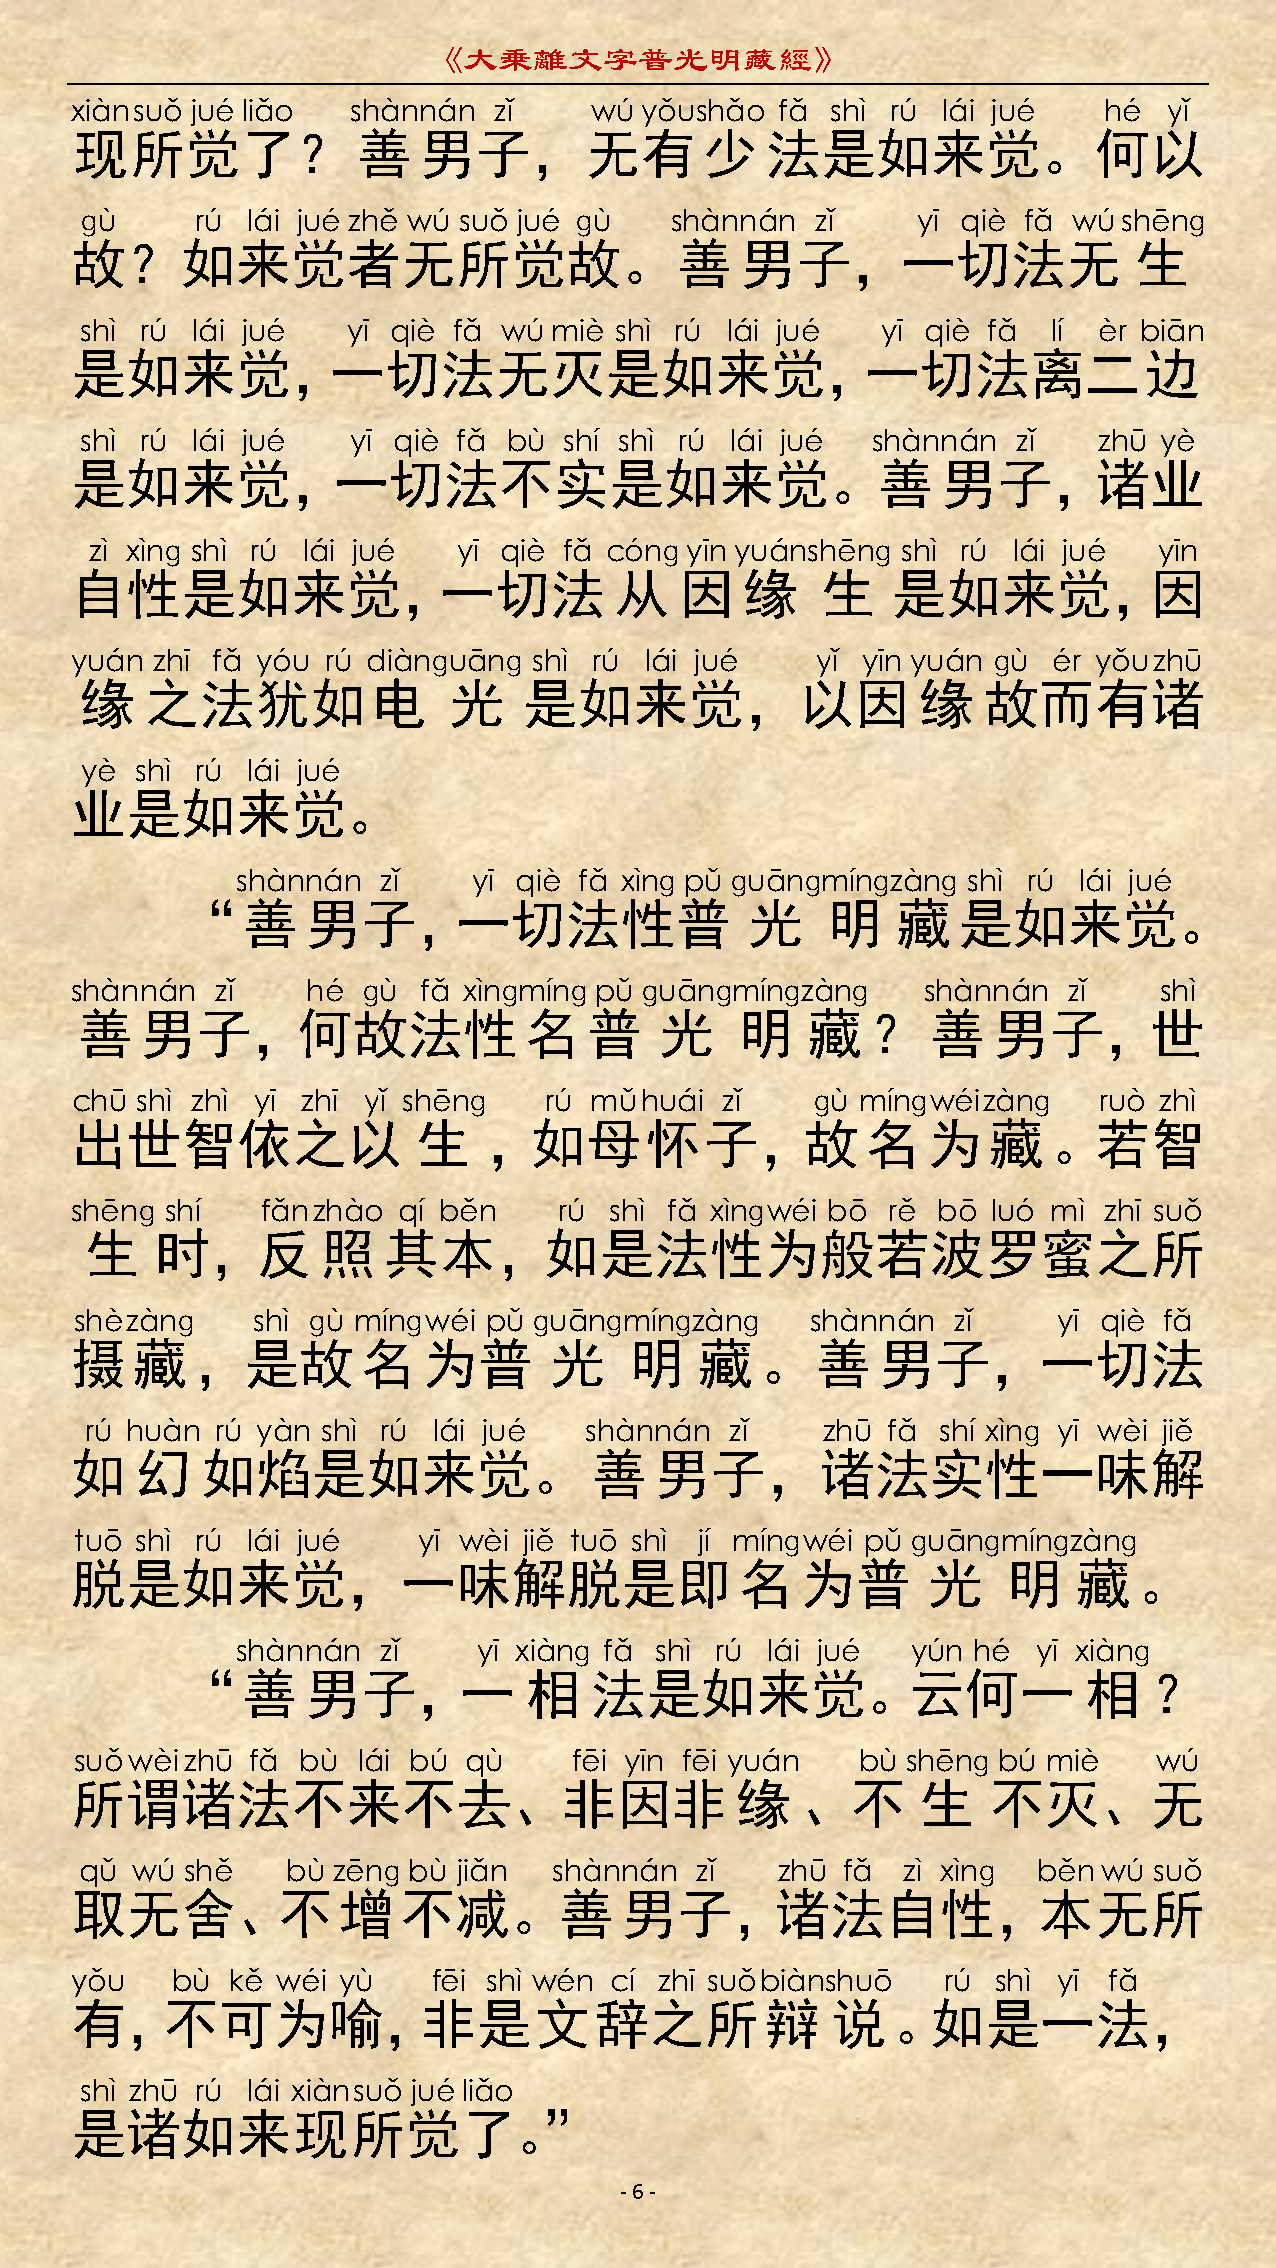 《大乘離文字普光明藏經》
xiànsuǒ jué liǎo shànnán zǐ wú yǒushǎo fǎ shì rú lái jué hé yǐ
现所觉了？善男子，无有少法是如来觉。何以
gù rú lái jué zhě wú suǒ jué gù shànnán zǐ yī qiè fǎ wú shēng
故？如来觉者无所觉故。善男子，一切法无生
shì rú lái jué yī qiè fǎ wú miè shì rú lái jué yī qiè fǎ lí èr biān
是如来觉，一切法无灭是如来觉，一切法离二边
shì rú lái jué yī qiè fǎ bù shí shì rú lái jué shànnán zǐ zhū yè
是如来觉，一切法不实是如来觉。善男子，诸业
zì xìng shì rú lái jué yī qiè fǎ cóng yīn yuánshēng shì rú lái jué yīn
自性是如来觉，一切法从因缘生是如来觉，因
yuán zhī fǎ yóu rú diànguāng shì rú lái jué yǐ yīn yuán gù ér yǒuzhū
缘之法犹如电光是如来觉，以因缘故而有诸
yè shì rú lái jué
业是如来觉。
shànnán zǐ yī qiè fǎ xìng pǔ guāngmíngzàng shì rú lái jué
“善男子，一切法性普光明藏是如来觉。
shànnán zǐ hé gù fǎ xìngmíng pǔ guāngmíngzàng shànnán zǐ shì
善男子，何故法性名普光明藏？善男子，世
chū shì zhì yī zhī yǐ shēng rú mǔhuái zǐ gù míngwéizàng ruò zhì
出世智依之以生，如母怀子，故名为藏。若智
shēng shí fǎnzhào qí běn rú shì fǎ xìngwéi bō rě bō luó mì zhī suǒ
生时，反照其本，如是法性为般若波罗蜜之所
shèzàng shì gù míngwéi pǔ guāngmíngzàng shànnán zǐ yī qiè fǎ
摄藏，是故名为普光明藏。善男子，一切法
rú huàn rú yàn shì rú lái jué shànnán zǐ zhū fǎ shí xìng yī wèi jiě
如幻如焰是如来觉。善男子，诸法实性一味解
tuō shì rú lái jué yī wèi jiě tuō shì jí míngwéi pǔ guāngmíngzàng
脱是如来觉，一味解脱是即名为普光明藏。
shànnán zǐ yī xiàng fǎ shì rú lái jué yún hé yī xiàng
“善男子，一相法是如来觉。云何一相？
suǒwèizhū fǎ bù lái bú qù fēi yīn fēi yuán bù shēng bú miè wú
所谓诸法不来不去、非因非缘、不生不灭、无
qǔ wú shě bù zēng bù jiǎn shànnán zǐ zhū fǎ zì xìng běn wú suǒ
取无舍、不增不减。善男子，诸法自性，本无所
yǒu bù kě wéi yù fēi shì wén cí zhī suǒbiànshuō rú shì yī fǎ
有，不可为喻，非是文辞之所辩说。如是一法，
shì zhū rú lái xiànsuǒ jué liǎo
是诸如来现所觉了。”
- 6 -